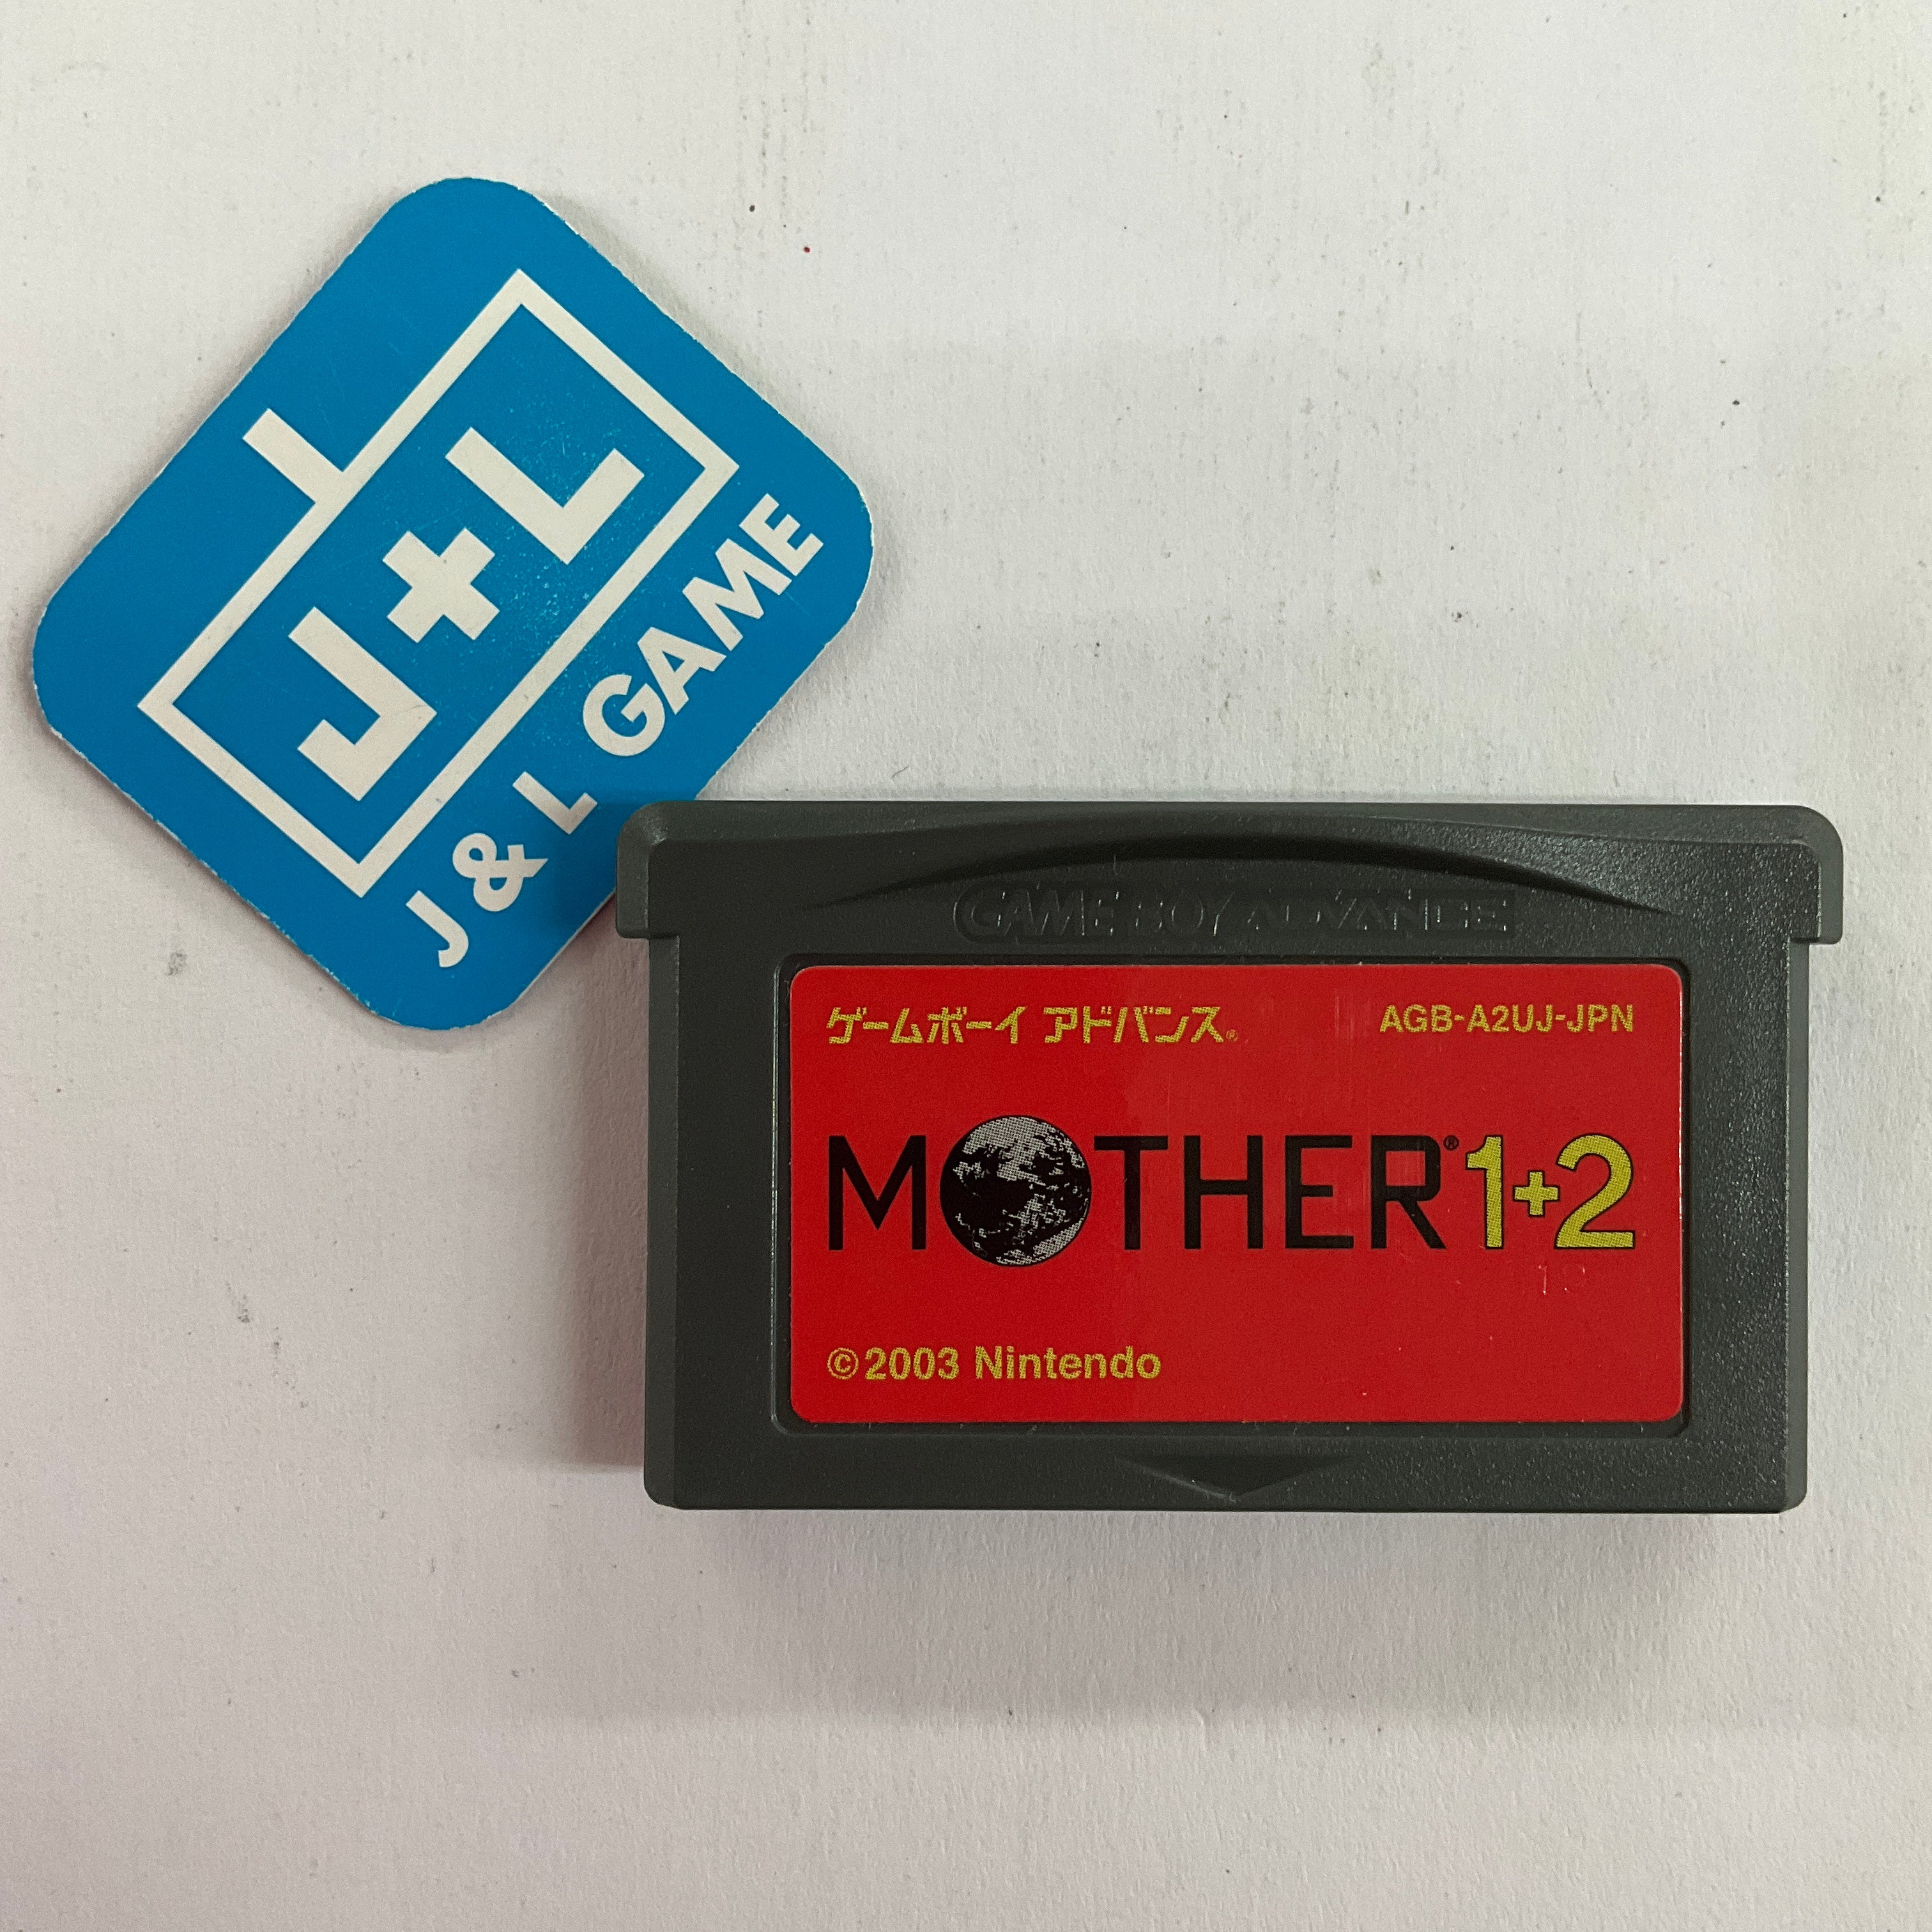 J+L
J & L GAME
GAME BOY ADVANCE
ゲームボーイ アドバンス®
AGB-A2UJ-JPN
MOTHER® 1+2
©2003 Nintendo